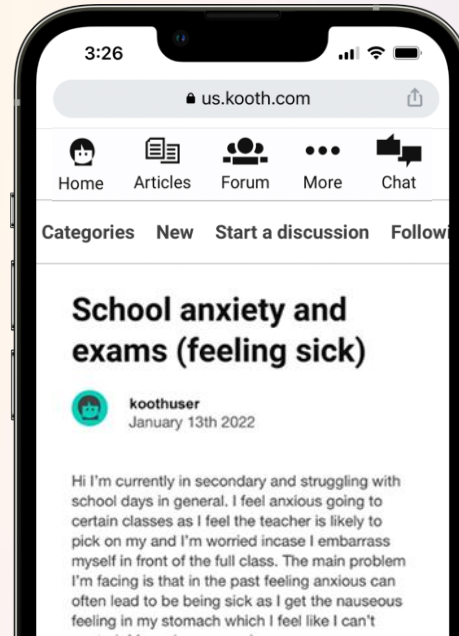 3:26
us.kooth.com
Home Articles Forum More Chat
Categories New Start a discussion Followi
School anxiety and
exams (feeling sick)
koothuser
January 13th 2022
Hi I'm currently in secondary and struggling with
school days in general. I feel anxious going to
certain classes as I feel the teacher is likely to
pick on my and I'm worried incase I embarrass
myself in front of the full class. The main problem
I'm facing is that in the past feeling anxious can
often lead to be being sick as I get the nauseous
feeling in my stomach which I feel like I can't